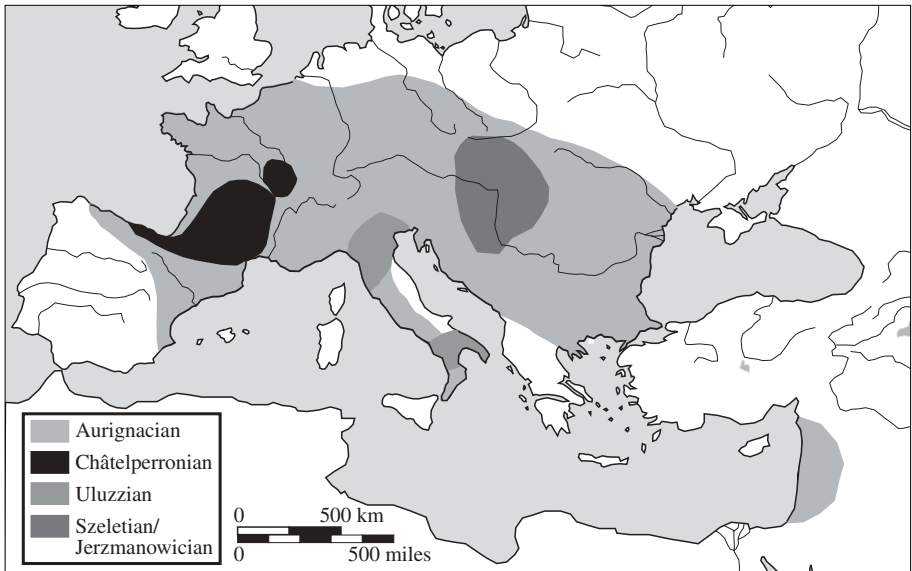 Aurignacian
Châtelperronian
Uluzzian
Szeletian/
Jerzmanowician
0 500 km
0 500 miles